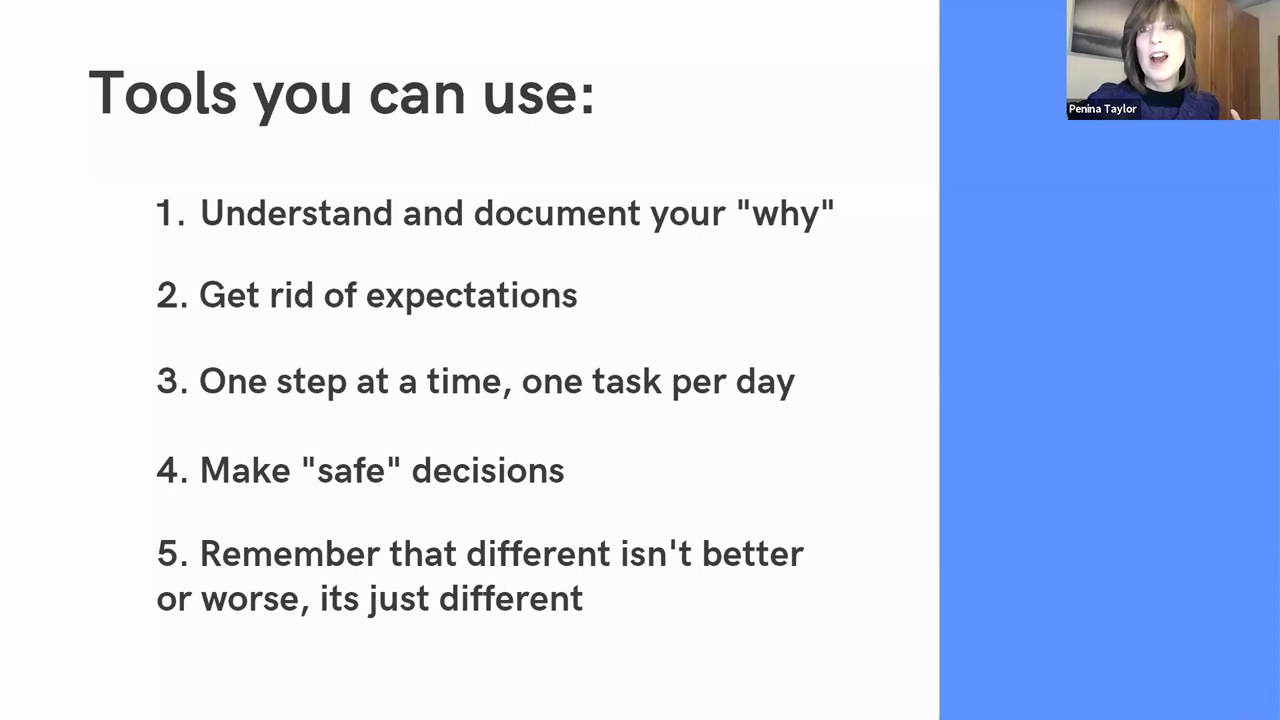 Tools you can use:
Penina Taylor
1. Understand and document your "why"
2. Get rid of expectations
3. One step at a time, one task per day
4. Make "safe" decisions
5. Remember that different isn't better
or worse, its just different